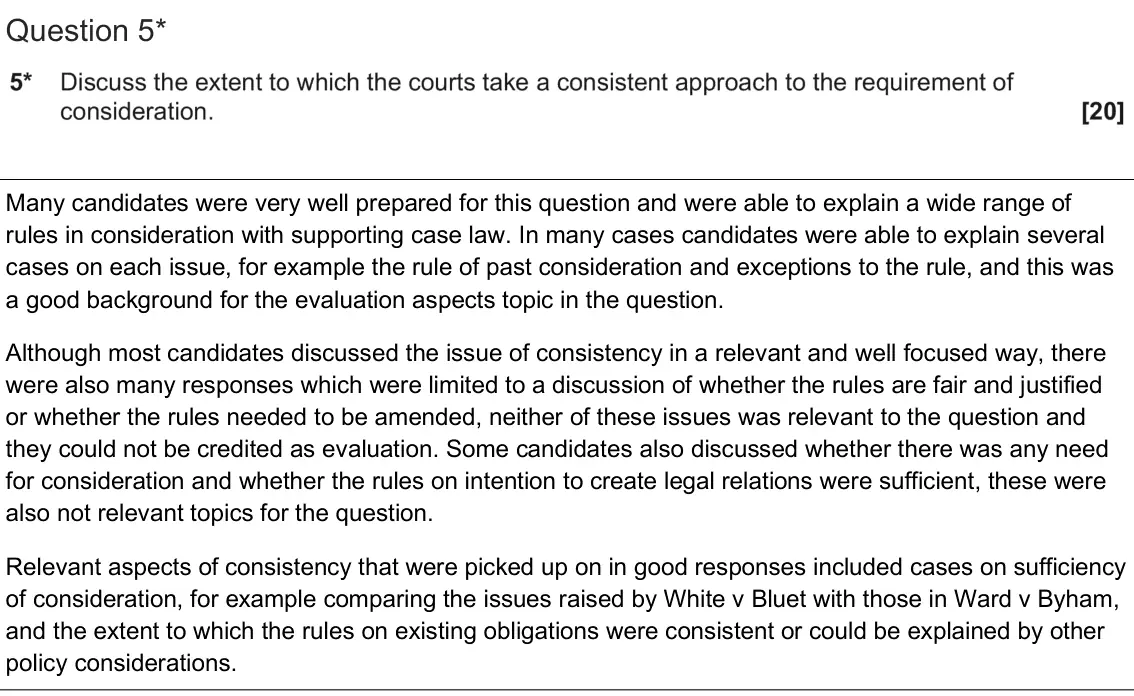 Question 5*
5* Discuss the extent to which the courts take a consistent approach to the requirement of
consideration. [20]
Many candidates were very well prepared for this question and were able to explain a wide range of
rules in consideration with supporting case law. In many cases candidates were able to explain several
cases on each issue, for example the rule of past consideration and exceptions to the rule, and this was
a good background for the evaluation aspects topic in the question.
Although most candidates discussed the issue of consistency in a relevant and well focused way, there
were also many responses which were limited to a discussion of whether the rules are fair and justified
or whether the rules needed to be amended, neither of these issues was relevant to the question and
they could not be credited as evaluation. Some candidates also discussed whether there was any need
for consideration and whether the rules on intention to create legal relations were sufficient, these were
also not relevant topics for the question.
Relevant aspects of consistency that were picked up on in good responses included cases on sufficiency
of consideration, for example comparing the issues raised by White v Bluet with those in Ward v Byham,
and the extent to which the rules on existing obligations were consistent or could be explained by other
policy considerations.